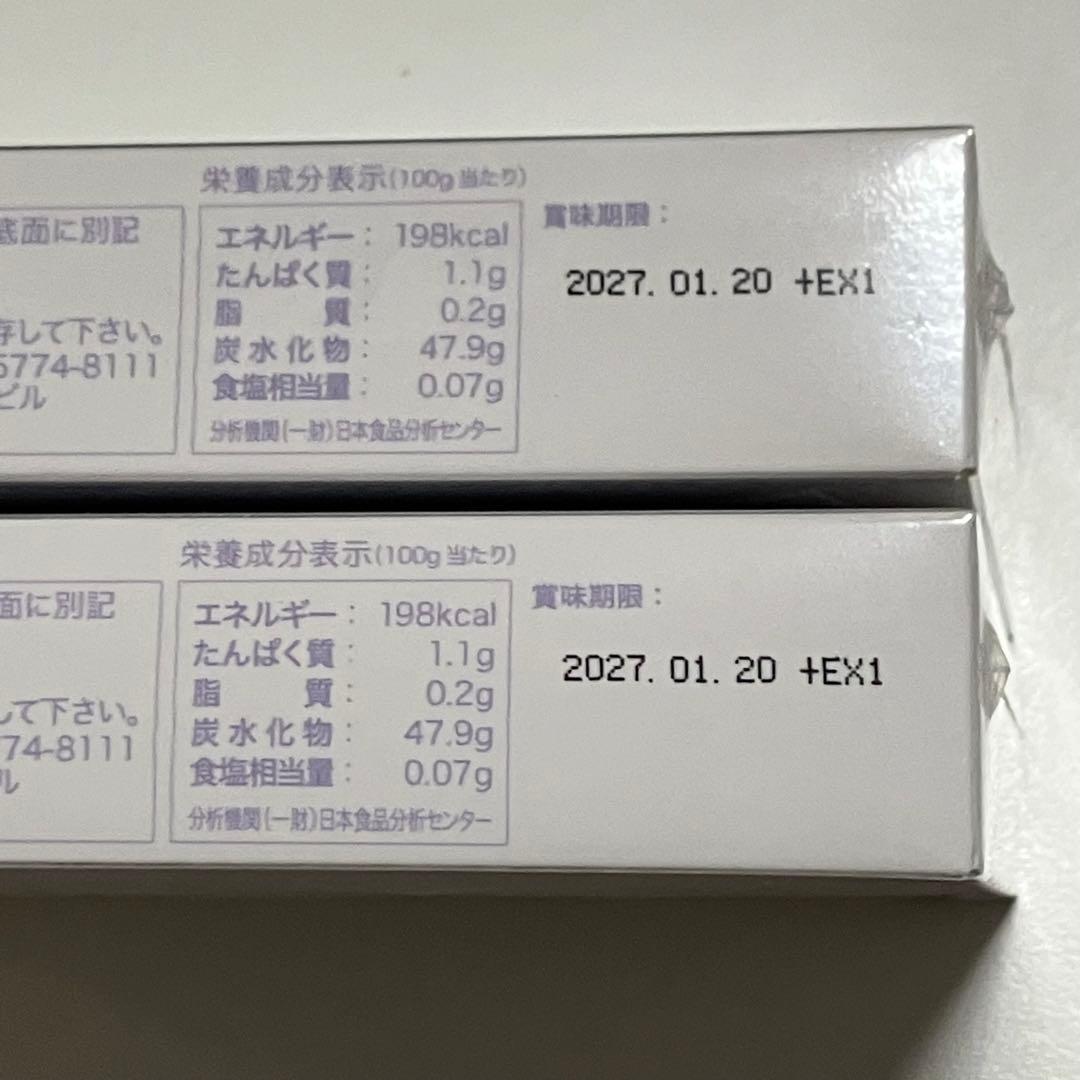 栄養成分表示(100g当たり)
底面に別記
存して下さい。
5774-8111
ビル
エネルギー： 198kcal
たんぱく質： 1.1g
脂質： 0.2g
炭水化物： 47.9g
食塩相当量： 0.07g
分析機関(一財)日本食品分析センター
賞味期限：
2027. 01. 20 +EX1
栄養成分表示(100g当たり)
面に別記
して下さい。
774-8111
ル
エネルギー： 198kcal
たんぱく質： 1.1g
脂質： 0.2g
炭水化物： 47.9g
食塩相当量： 0.07g
分析機関(一財)日本食品分析センター
賞味期限：
2027. 01. 20 +EX1